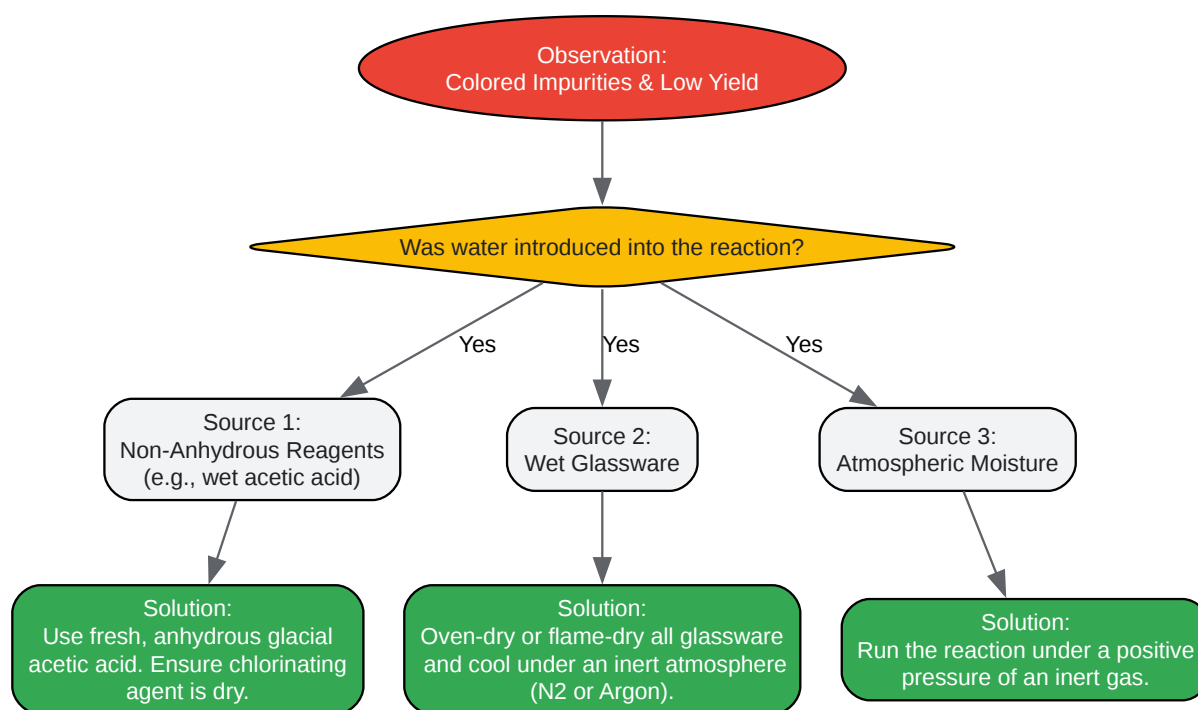 Observation:
Colored Impurities & Low Yield
Was water introduced into the reaction?
Yes
Yes
Yes
Source 1:
Non-Anhydrous Reagents
(e.g., wet acetic acid)
Source 2:
Wet Glassware
Source 3:
Atmospheric Moisture
Solution:
Use fresh, anhydrous glacial
acetic acid. Ensure chlorinating
agent is dry.
Solution:
Oven-dry or flame-dry all glassware
and cool under an inert atmosphere
(N2 or Argon).
Solution:
Run the reaction under a positive
pressure of an inert gas.